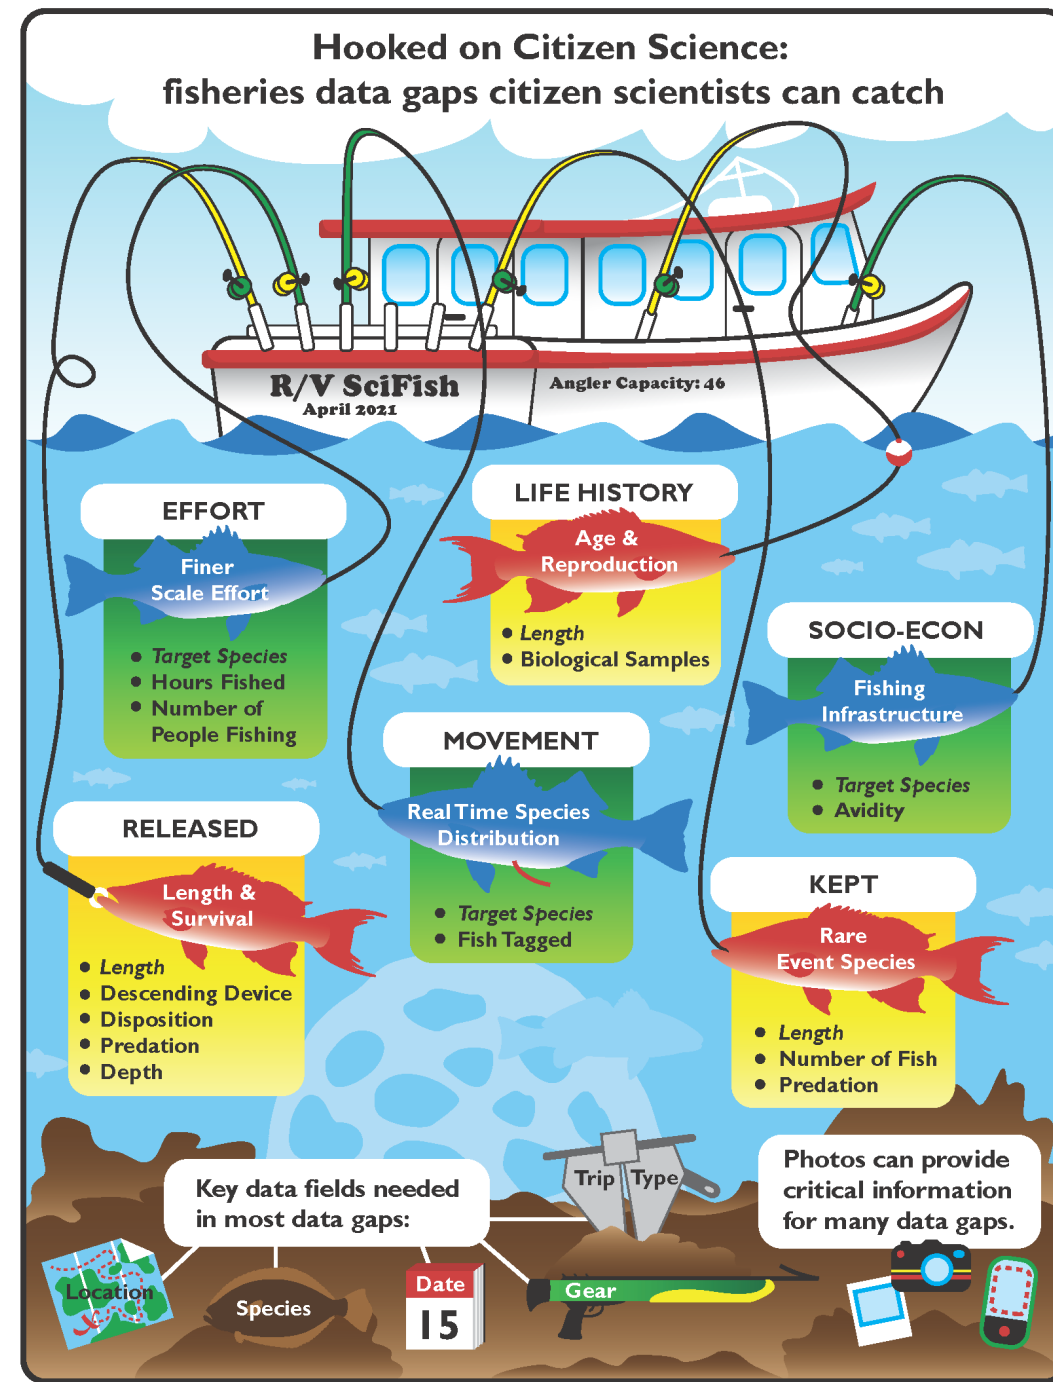 Hooked on Citizen Science:
fisheries data gaps citizen scientists can catch
R/V SciFish
April 2021
Angler Capacity: 46
EFFORT
Finer
Scale Effort
• Target Species
• Hours Fished
• Number of
People Fishing
LIFE HISTORY
Age &
Reproduction
• Length
• Biological Samples
SOCIO-ECON
Fishing
Infrastructure
• Target Species
• Avidity
MOVEMENT
Real Time Species
Distribution
• Target Species
• Fish Tagged
RELEASED
Length &
Survival
• Length
• Descending Device
• Disposition
• Predation
• Depth
KEPT
Rare
Event Species
• Length
• Number of Fish
• Predation
Key data fields needed
in most data gaps:
Location
Species
Date
15
Trip Type
Gear
Photos can provide
critical information
for many data gaps.